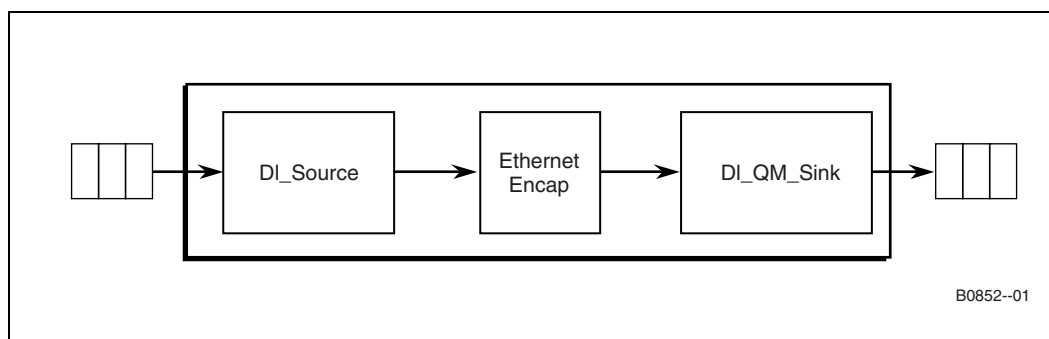 Dl_Source
Ethernet
Encap
Dl_QM_Sink
B0852--01